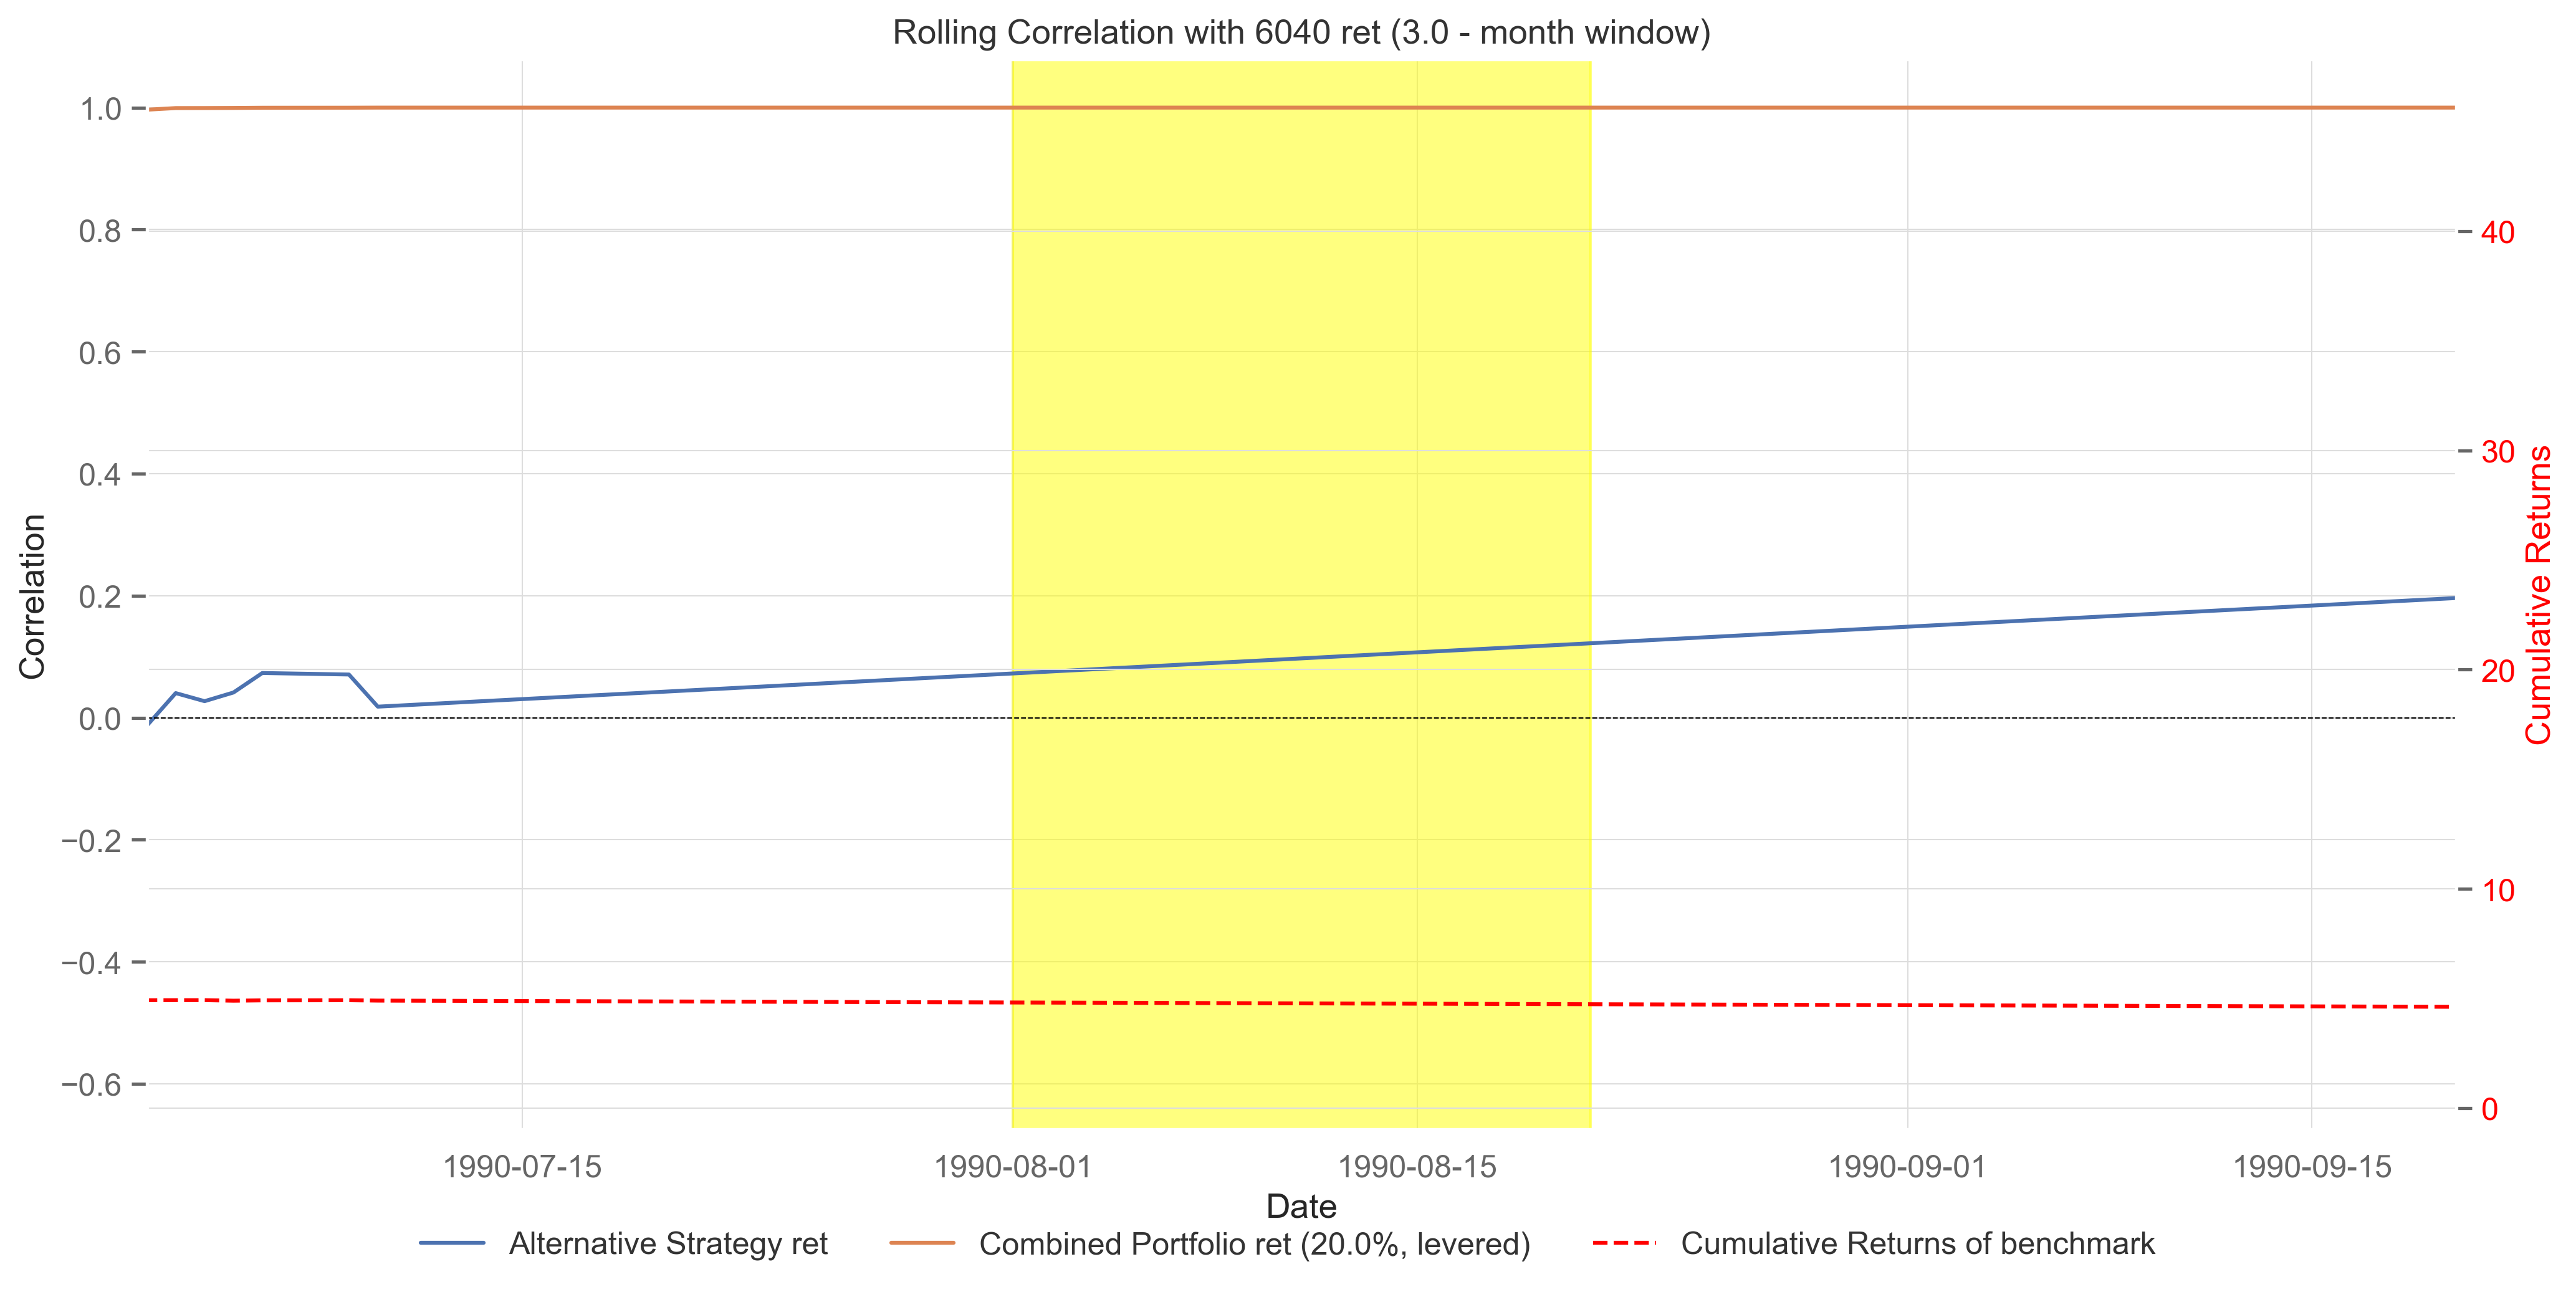 Rolling Correlation with 6040 ret (3.0 - month window)
1.0
0.8
0.6
0.4
0.2
0.0
−0.2
−0.4
−0.6
Correlation
40
30
20
10
0
Cumulative Returns
1990-07-15
1990-08-01
1990-08-15
1990-09-01
1990-09-15
Date
Alternative Strategy ret
Combined Portfolio ret (20.0%, levered)
Cumulative Returns of benchmark